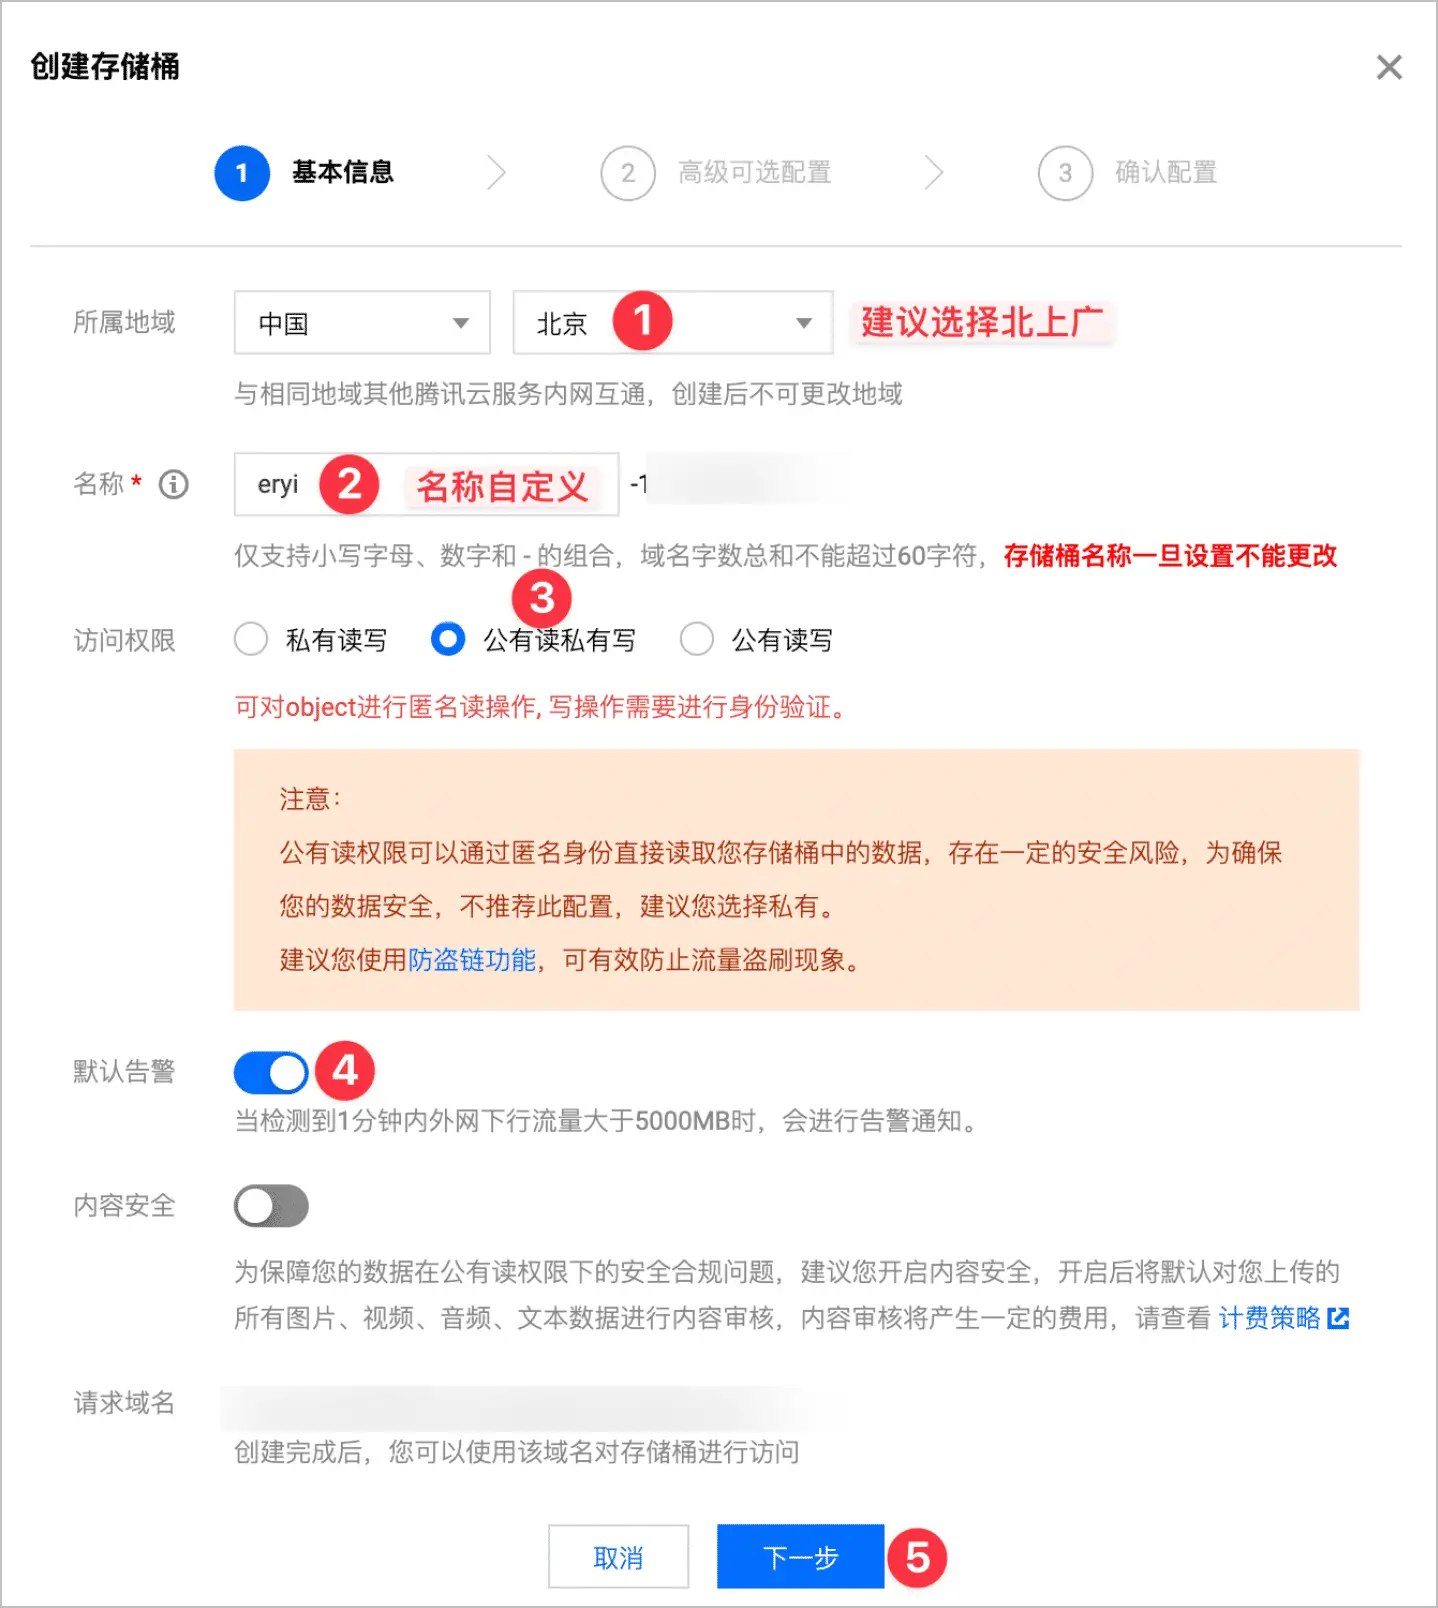 创建存储桶
1 基本信息
2 高级可选配置
3 确认配置
所属地域 中国 北京 1 建议选择北上广
与相同地域其他腾讯云服务内网互通，创建后不可更改地域
名称 * eryi 2 名称自定义 -1
仅支持小写字母、数字和 - 的组合，域名字数总和不能超过60字符，存储桶名称一旦设置不能更改
3
访问权限 私有读写 公有读私有写 公有读写
可对object进行匿名读操作, 写操作需要进行身份验证。
注意：
公有读权限可以通过匿名身份直接读取您存储桶中的数据，存在一定的安全风险，为确保
您的数据安全，不推荐此配置，建议您选择私有。
建议您使用防盗链功能，可有效防止流量盗刷现象。
默认告警 4
当检测到1分钟内外网下行流量大于5000MB时，会进行告警通知。
内容安全
为保障您的数据在公有读权限下的安全合规问题，建议您开启内容安全，开启后将默认对您上传的
所有图片、视频、音频、文本数据进行内容审核，内容审核将产生一定的费用，请查看 计费策略
请求域名
创建完成后，您可以使用该域名对存储桶进行访问
取消 下一步 5